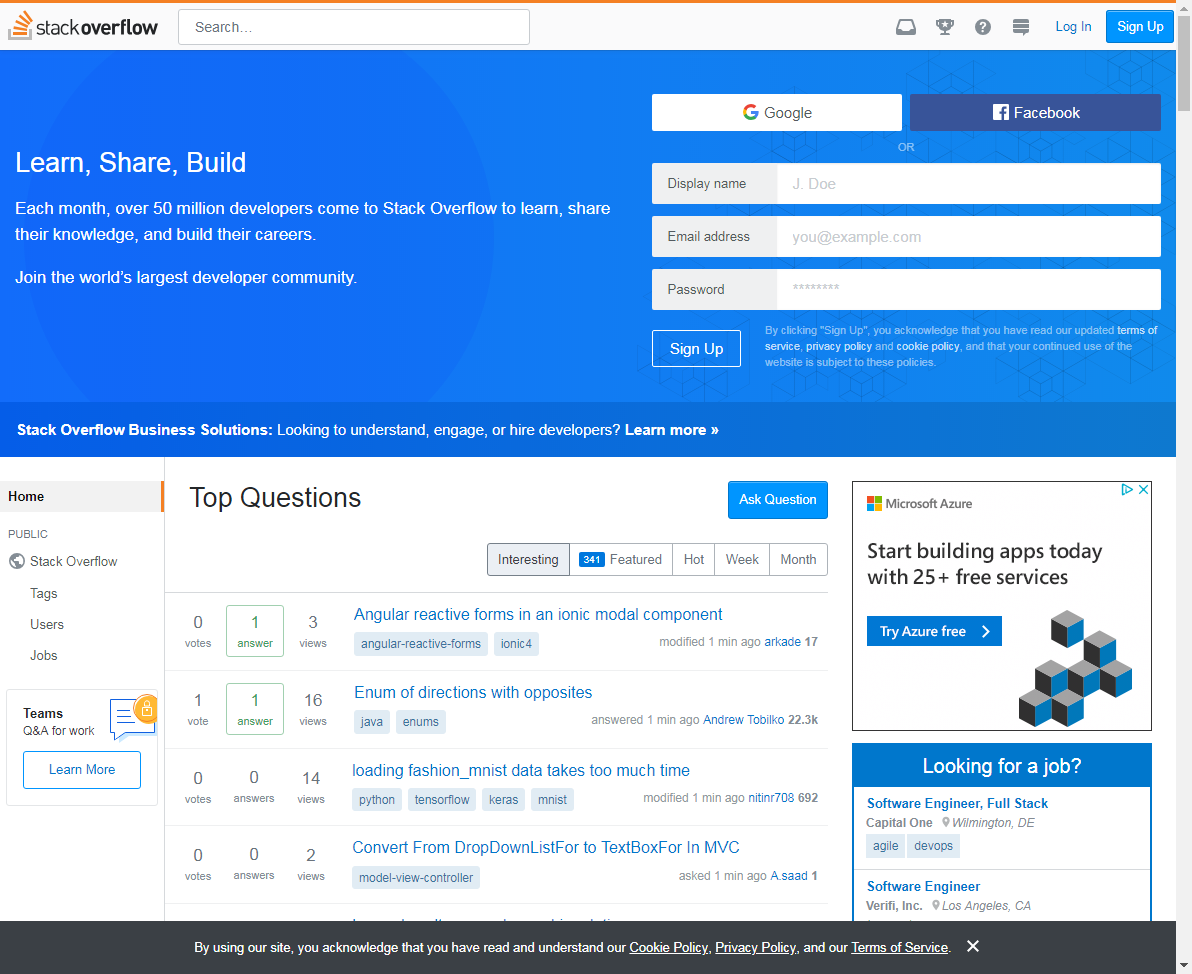 stackoverflow
Search…
Log In
Sign Up
Google
Facebook
OR
Learn, Share, Build
Each month, over 50 million developers come to Stack Overflow to learn, share
their knowledge, and build their careers.
Join the world’s largest developer community.
Display name
J. Doe
Email address
you@example.com
Password
********
Sign Up
By clicking "Sign Up", you acknowledge that you have read our updated terms of
service, privacy policy and cookie policy, and that your continued use of the
website is subject to these policies.
Stack Overflow Business Solutions: Looking to understand, engage, or hire developers? Learn more »
Home
PUBLIC
Stack Overflow
Tags
Users
Jobs
Teams
Q&A for work
Learn More
Top Questions
Ask Question
Interesting
341 Featured
Hot
Week
Month
0 votes
1 answer
3 views
Angular reactive forms in an ionic modal component
angular-reactive-forms ionic4
modified 1 min ago arkade 17
1 vote
1 answer
16 views
Enum of directions with opposites
java enums
answered 1 min ago Andrew Tobilko 22.3k
0 votes
0 answers
14 views
loading fashion_mnist data takes too much time
python tensorflow keras mnist
modified 1 min ago nitinr708 692
0 votes
0 answers
2 views
Convert From DropDownListFor to TextBoxFor In MVC
model-view-controller
asked 1 min ago A.saad 1
Microsoft Azure
Start building apps today
with 25+ free services
Try Azure free
Looking for a job?
Software Engineer, Full Stack
Capital One Wilmington, DE
agile devops
Software Engineer
Verifi, Inc. Los Angeles, CA
By using our site, you acknowledge that you have read and understand our Cookie Policy, Privacy Policy, and our Terms of Service.